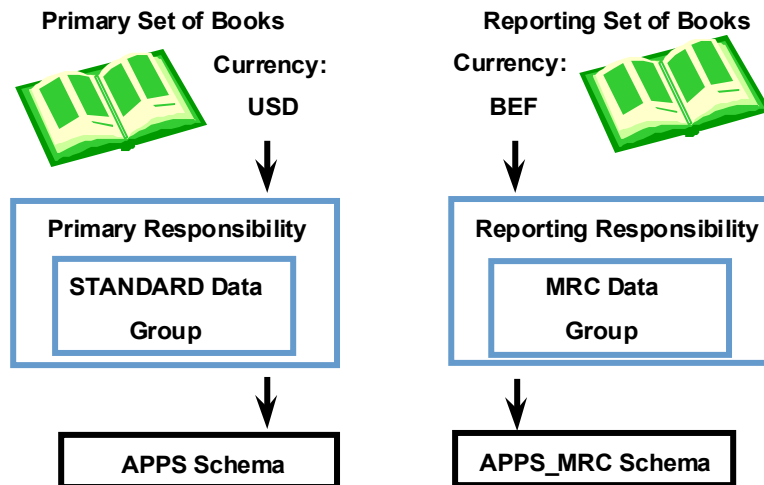 Primary Set of Books
Currency:
USD
Primary Responsibility
STANDARD Data
Group
APPS Schema
Reporting Set of Books
Currency:
BEF
Reporting Responsibility
MRC Data
Group
APPS_MRC Schema